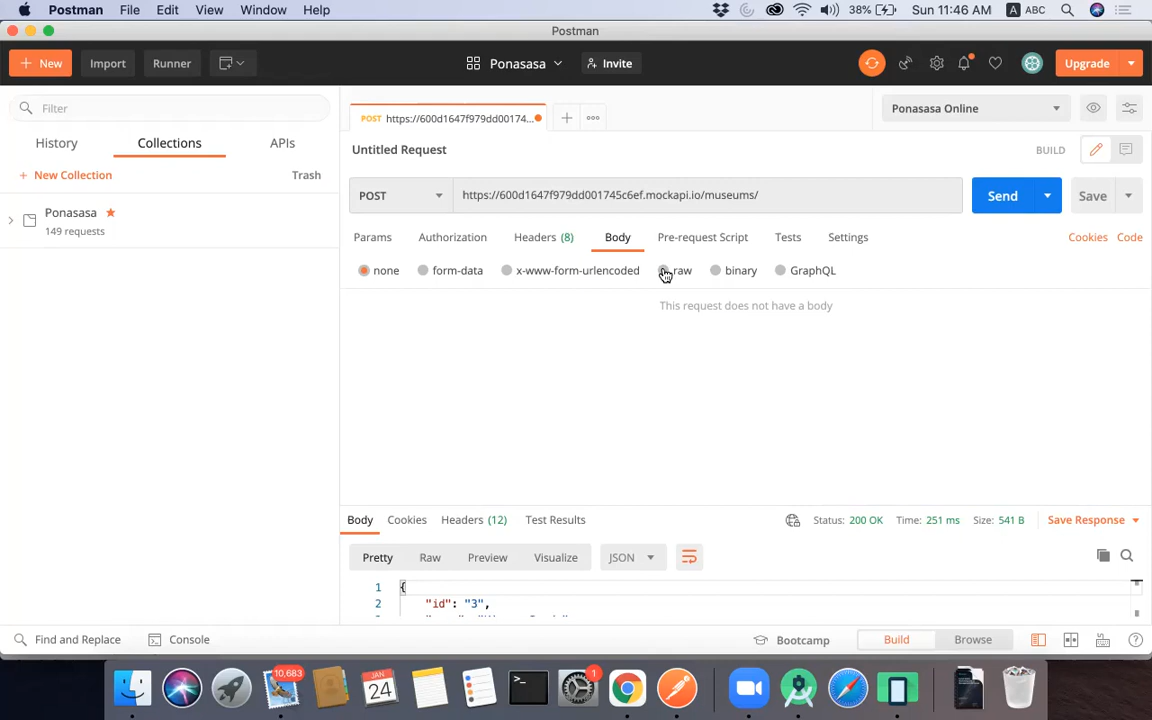 Postman File Edit View Window Help 38% Sun 11:46 AM A ABC
Postman
+ New Import Runner Ponasasa Invite Upgrade
Filter
POST https://600d1647f979dd00174... + ••• Ponasasa Online
History Collections APIs
Untitled Request BUILD
+ New Collection Trash
POST https://600d1647f979dd001745c6ef.mockapi.io/museums/ Send Save
Ponasasa
149 requests
Params Authorization Headers (8) Body Pre-request Script Tests Settings Cookies Code
none form-data x-www-form-urlencoded raw binary GraphQL
This request does not have a body
Body Cookies Headers (12) Test Results Status: 200 OK Time: 251 ms Size: 541 B Save Response
Pretty Raw Preview Visualize JSON
1 {
2 "id": "3",
Find and Replace Console Bootcamp Build Browse
10,683 JAN 24 1